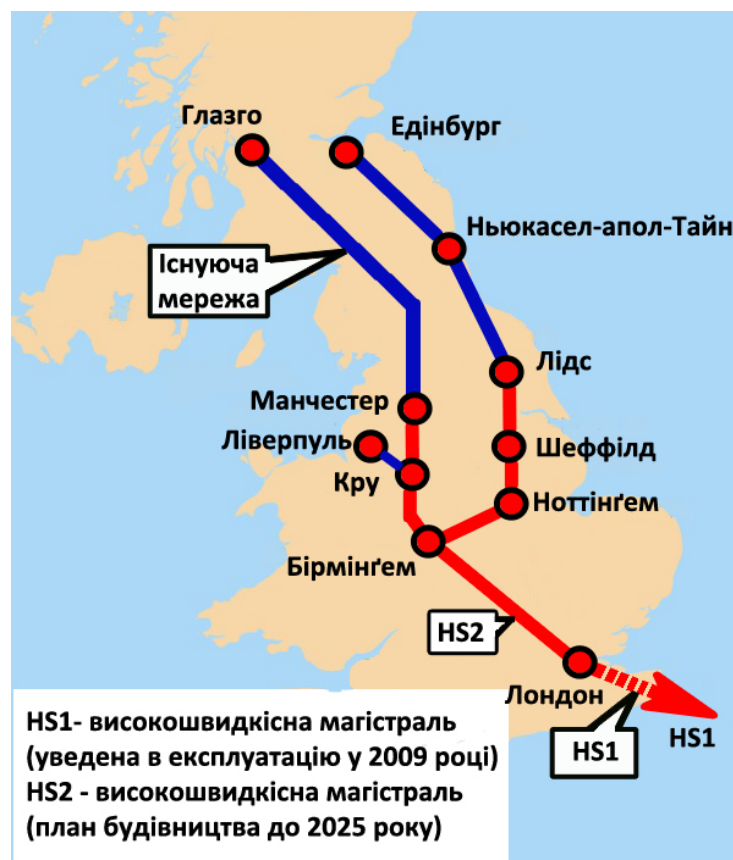 Глазго
Едінбург
Ньюкасел-апол-Тайн
Існуюча
мережа
Лідс
Манчестер
Ліверпуль
Шеффілд
Кру
Ноттінґем
Бірмінґем
HS2
Лондон
HS1
HS1
HS1- високошвидкісна магістраль
(уведена в експлуатацію у 2009 році)
HS2 - високошвидкісна магістраль
(план будівництва до 2025 року)